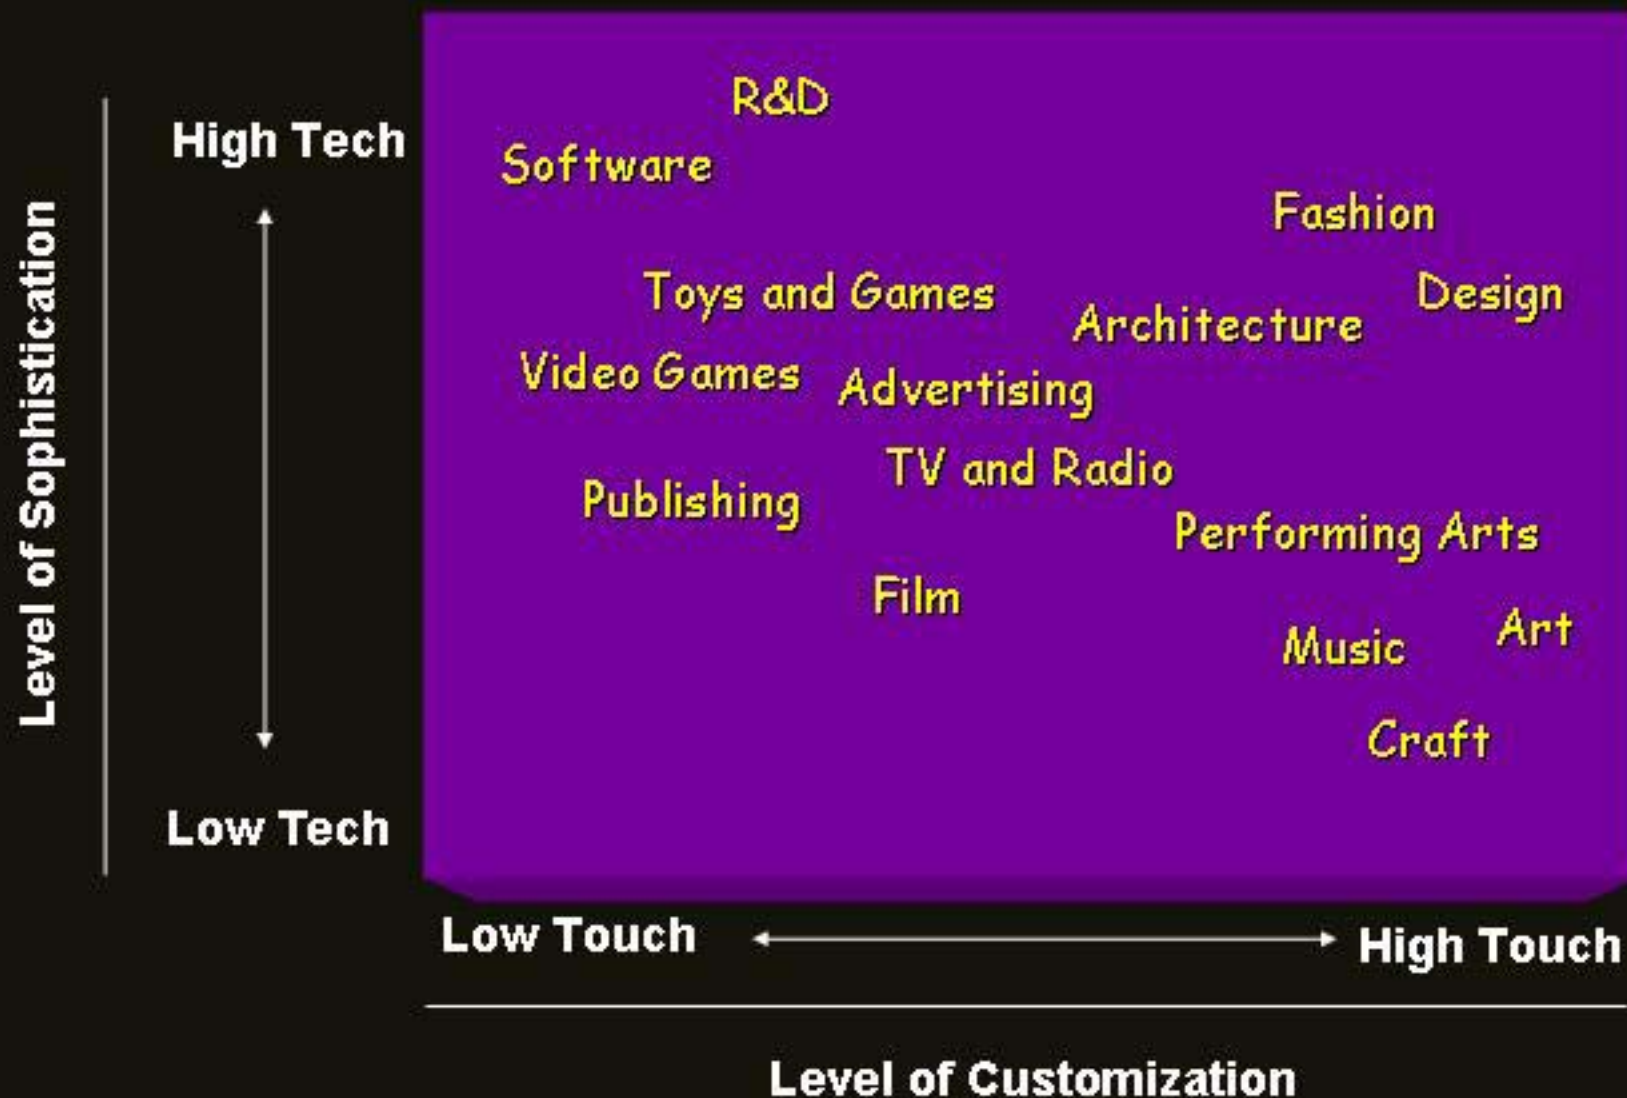 R&D
High Tech
Software
Fashion
Toys and Games
Design
Architecture
Video Games
Advertising
TV and Radio
Publishing
Performing Arts
Film
Art
Music
Craft
Low Tech
Level of Sophistication
Low Touch
High Touch
Level of Customization